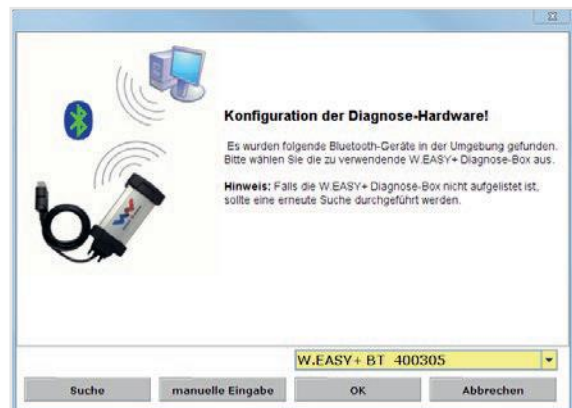 Konfiguration der Diagnose-Hardware!
Es wurden folgende Bluetooth-Geräte in der Umgebung gefunden.
Bitte wählen Sie die zu verwendende W.EASY+ Diagnose-Box aus.
Hinweis: Falls die W.EASY+ Diagnose-Box nicht aufgelistet ist,
sollte eine erneute Suche durchgeführt werden.
W.EASY+ BT 400305
Suche
manuelle Eingabe
OK
Abbrechen